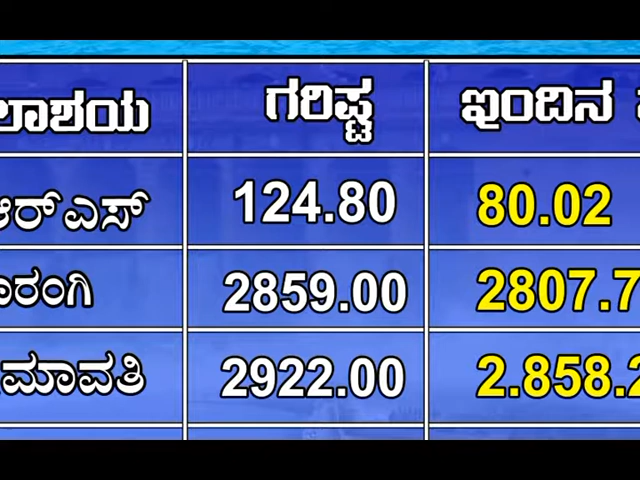 ಲಾಶಯ ಗರಿಷ್ಟ ಇಂದಿನ
ಆರ್ಎಸ್ 124.80 80.02
ಾರಂಗಿ 2859.00 2807.7
ೇಮಾವತಿ 2922.00 2.858.2